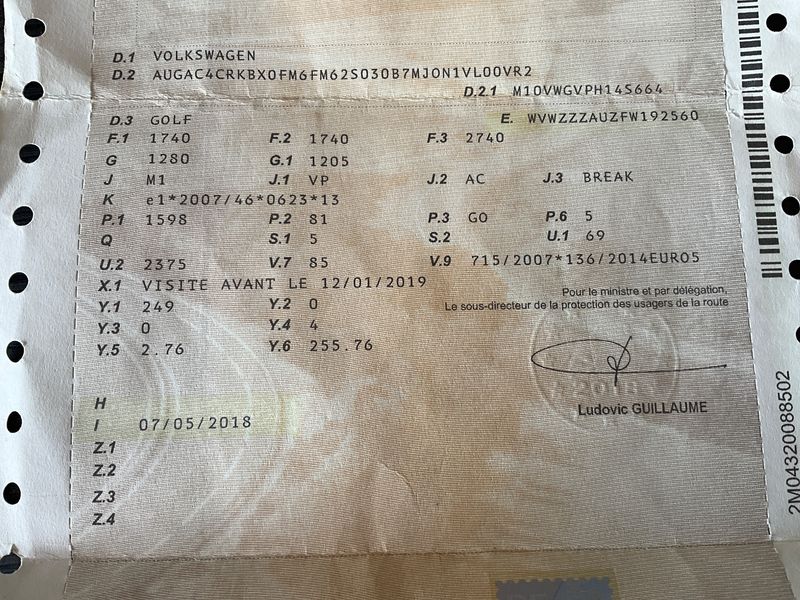 D.1 VOLKSWAGEN
D.2 AUGAC4CRKBX0FM6FM62S030B7MJON1VL00VR2
D.2.1 M10VWGVPH14S664
D.3 GOLF E. WVWZZZAUZFW192560
F.1 1740 F.2 1740 F.3 2740
G 1280 G.1 1205
J M1 J.1 VP J.2 AC J.3 BREAK
K e1*2007/46*0623*13
P.1 1598 P.2 81 P.3 GO P.6 5
Q S.1 5 S.2 U.1 69
U.2 2375 V.7 85 V.9 715/2007*136/2014EURO5
X.1 VISITE AVANT LE 12/01/2019
Pour le ministre et par délégation,
Le sous-directeur de la protection des usagers de la route
Y.1 249 Y.2 0
Y.3 0 Y.4 4
Y.5 2.76 Y.6 255.76
H
Ludovic GUILLAUME
I 07/05/2018
Z.1
Z.2
Z.3
Z.4
2M04320088502